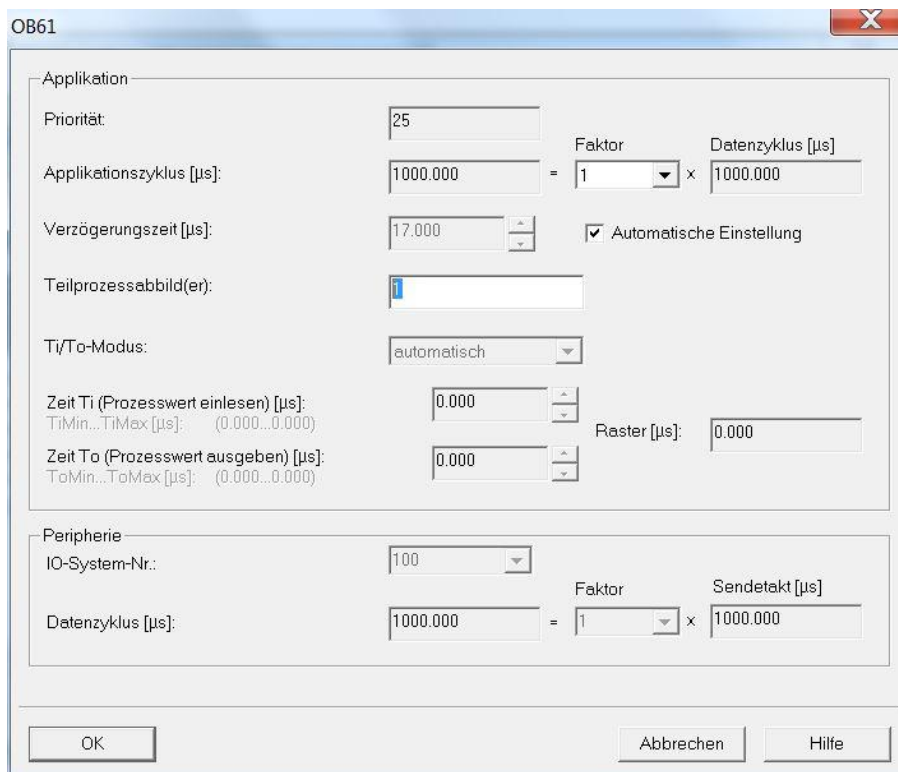 OB61
Applikation
Priorität: 25
Faktor Datenzyklus [µs]
Applikationszyklus [µs]: 1000.000 = 1 x 1000.000
Verzögerungszeit [µs]: 17.000 Automatische Einstellung
Teilprozessabbild(er): 1
Ti/To-Modus: automatisch
Zeit Ti (Prozesswert einlesen) [µs]: 0.000
TiMin...TiMax [µs]: (0.000...0.000)
Raster [µs]: 0.000
Zeit To (Prozesswert ausgeben) [µs]: 0.000
ToMin...ToMax [µs]: (0.000...0.000)
Peripherie
IO-System-Nr.: 100
Faktor Sendetakt [µs]
Datenzyklus [µs]: 1000.000 = 1 x 1000.000
OK Abbrechen Hilfe